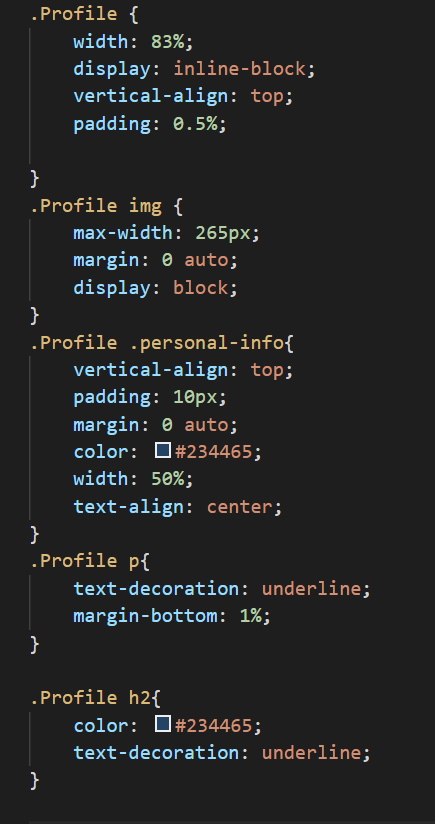 .Profile {
    width: 83%;
    display: inline-block;
    vertical-align: top;
    padding: 0.5%;

}
.Profile img {
    max-width: 265px;
    margin: 0 auto;
    display: block;
}
.Profile .personal-info{
    vertical-align: top;
    padding: 10px;
    margin: 0 auto;
    color: #234465;
    width: 50%;
    text-align: center;
}
.Profile p{
    text-decoration: underline;
    margin-bottom: 1%;
}

.Profile h2{
    color: #234465;
    text-decoration: underline;
}